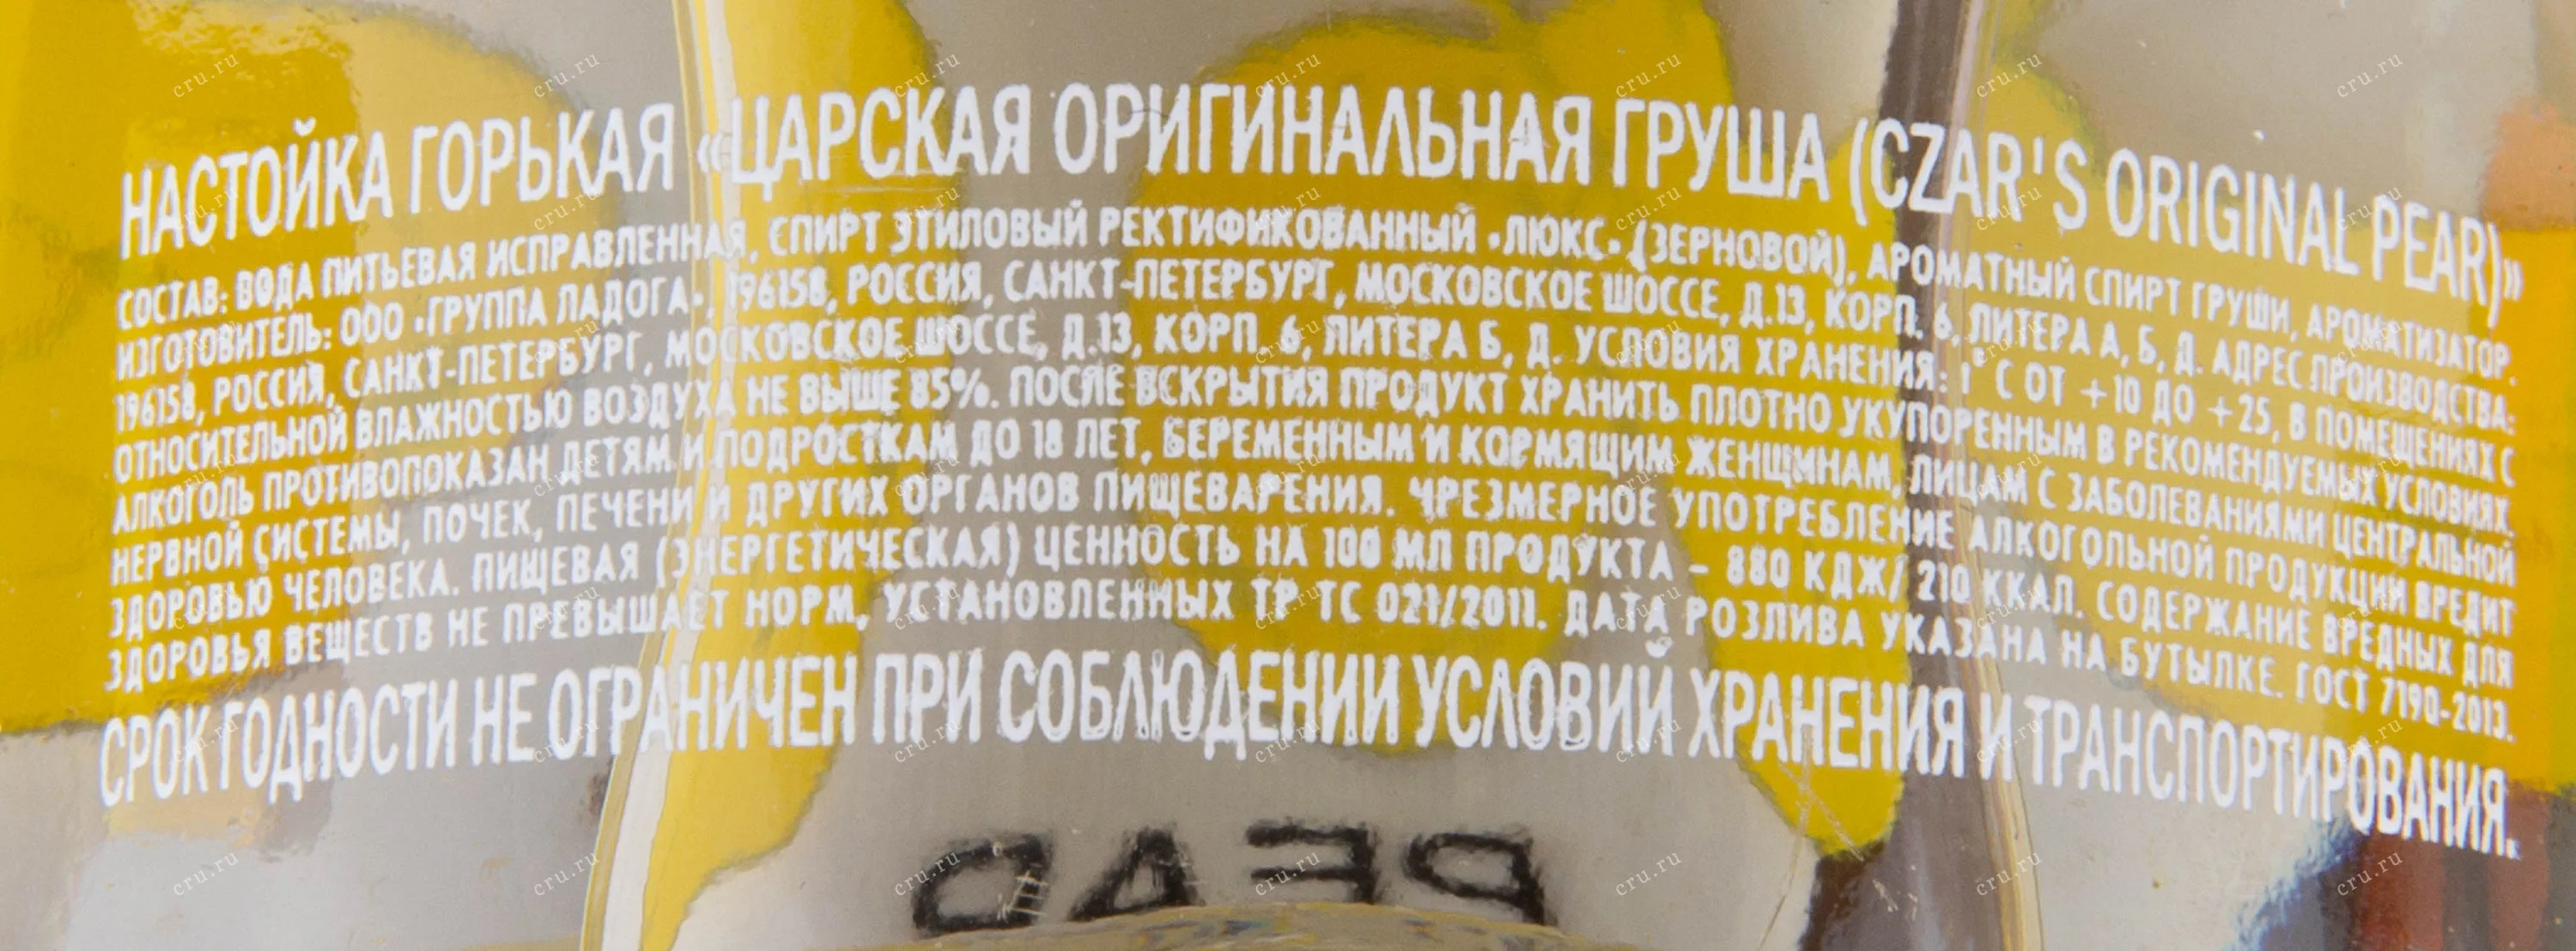 НАСТОЙКА ГОРЬКАЯ «ЦАРСКАЯ ОРИГИНАЛЬНАЯ ГРУША (CZAR'S ORIGINAL PEAR)»
СОСТАВ: ВОДА ПИТЬЕВАЯ ИСПРАВЛЕННАЯ, СПИРТ ЭТИЛОВЫЙ РЕКТИФИКОВАННЫЙ «ЛЮКС» (ЗЕРНОВОЙ), АРОМАТНЫЙ СПИРТ ГРУШИ, АРОМАТИЗАТОР.
ИЗГОТОВИТЕЛЬ: ООО «ГРУППА ЛАДОГА», 196158, РОССИЯ, САНКТ-ПЕТЕРБУРГ, МОСКОВСКОЕ ШОССЕ, Д.13, КОРП. 6, ЛИТЕРА А, Б, Д. АДРЕС ПРОИЗВОДСТВА:
196158, РОССИЯ, САНКТ-ПЕТЕРБУРГ, МОСКОВСКОЕ ШОССЕ, Д.13, КОРП. 6, ЛИТЕРА Б, Д. УСЛОВИЯ ХРАНЕНИЯ: t° С ОТ +10 ДО +25, В ПОМЕЩЕНИЯХ С
ОТНОСИТЕЛЬНОЙ ВЛАЖНОСТЬЮ ВОЗДУХА НЕ ВЫШЕ 85%. ПОСЛЕ ВСКРЫТИЯ ПРОДУКТ ХРАНИТЬ ПЛОТНО УКУПОРЕННЫМ В РЕКОМЕНДУЕМЫХ УСЛОВИЯХ.
АЛКОГОЛЬ ПРОТИВОПОКАЗАН ДЕТЯМ И ПОДРОСТКАМ ДО 18 ЛЕТ, БЕРЕМЕННЫМ И КОРМЯЩИМ ЖЕНЩИНАМ, ЛИЦАМ С ЗАБОЛЕВАНИЯМИ ЦЕНТРАЛЬНОЙ
НЕРВНОЙ СИСТЕМЫ, ПОЧЕК, ПЕЧЕНИ И ДРУГИХ ОРГАНОВ ПИЩЕВАРЕНИЯ. ЧРЕЗМЕРНОЕ УПОТРЕБЛЕНИЕ АЛКОГОЛЬНОЙ ПРОДУКЦИИ ВРЕДИТ
ЗДОРОВЬЮ ЧЕЛОВЕКА. ПИЩЕВАЯ (ЭНЕРГЕТИЧЕСКАЯ) ЦЕННОСТЬ НА 100 МЛ ПРОДУКТА – 880 КДЖ/ 210 ККАЛ. СОДЕРЖАНИЕ ВРЕДНЫХ ДЛЯ
ЗДОРОВЬЯ ВЕЩЕСТВ НЕ ПРЕВЫШАЕТ НОРМ, УСТАНОВЛЕННЫХ ТР ТС 021/2011. ДАТА РОЗЛИВА УКАЗАНА НА БУТЫЛКЕ. ГОСТ 7190-2013.
СРОК ГОДНОСТИ НЕ ОГРАНИЧЕН ПРИ СОБЛЮДЕНИИ УСЛОВИЙ ХРАНЕНИЯ И ТРАНСПОРТИРОВАНИЯ.
PEAR
cru.ru